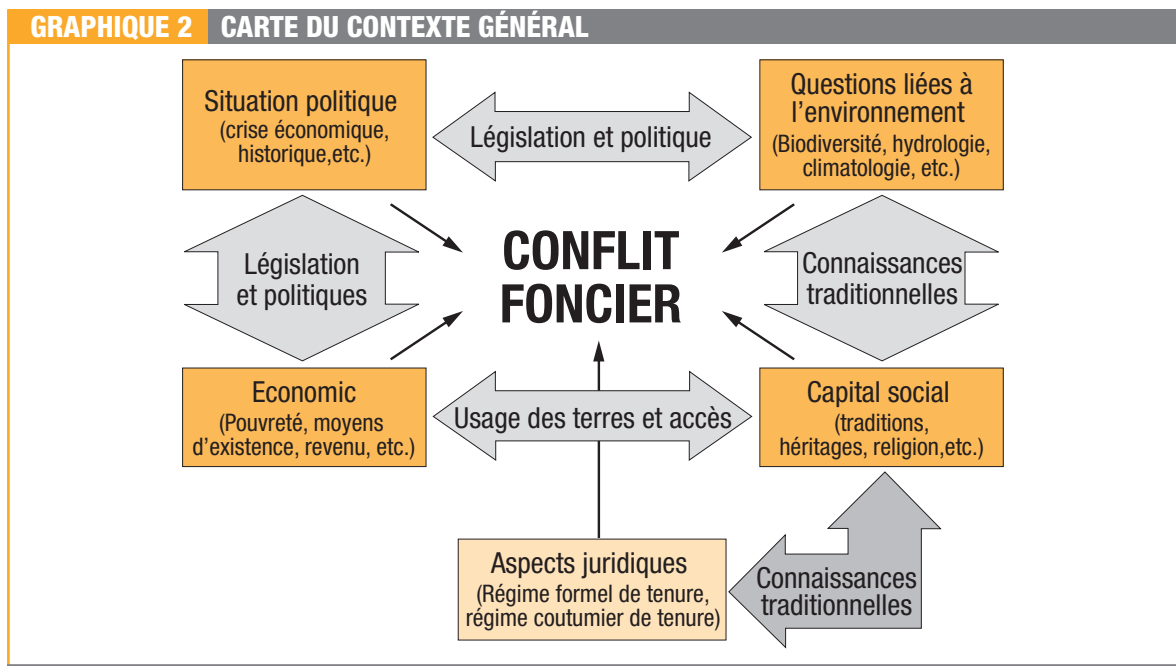 GRAPHIQUE 2 CARTE DU CONTEXTE GÉNÉRAL
Situation politique
(crise économique,
historique,etc.)
Législation et politique
Questions liées à
l'environnement
(Biodiversité, hydrologie,
climatologie, etc.)
Législation
et politiques
CONFLIT
FONCIER
Connaissances
traditionnelles
Economic
(Pouvreté, moyens
d'existence, revenu, etc.)
Usage des terres et accès
Capital social
(traditions,
héritages, religion,etc.)
Aspects juridiques
(Régime formel de tenure,
régime coutumier de tenure)
Connaissances
traditionnelles